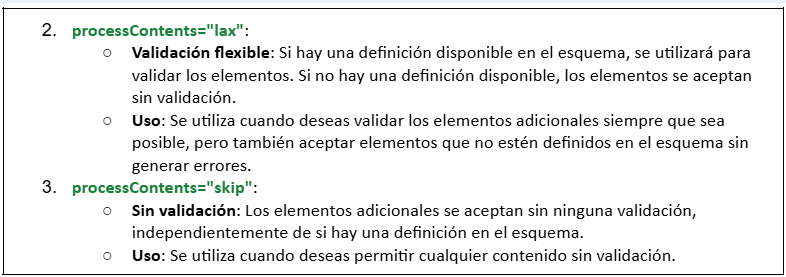 2. processContents="lax":
○ Validación flexible: Si hay una definición disponible en el esquema, se utilizará para
validar los elementos. Si no hay una definición disponible, los elementos se aceptan
sin validación.
○ Uso: Se utiliza cuando deseas validar los elementos adicionales siempre que sea
posible, pero también aceptar elementos que no estén definidos en el esquema sin
generar errores.
3. processContents="skip":
○ Sin validación: Los elementos adicionales se aceptan sin ninguna validación,
independientemente de si hay una definición en el esquema.
○ Uso: Se utiliza cuando deseas permitir cualquier contenido sin validación.